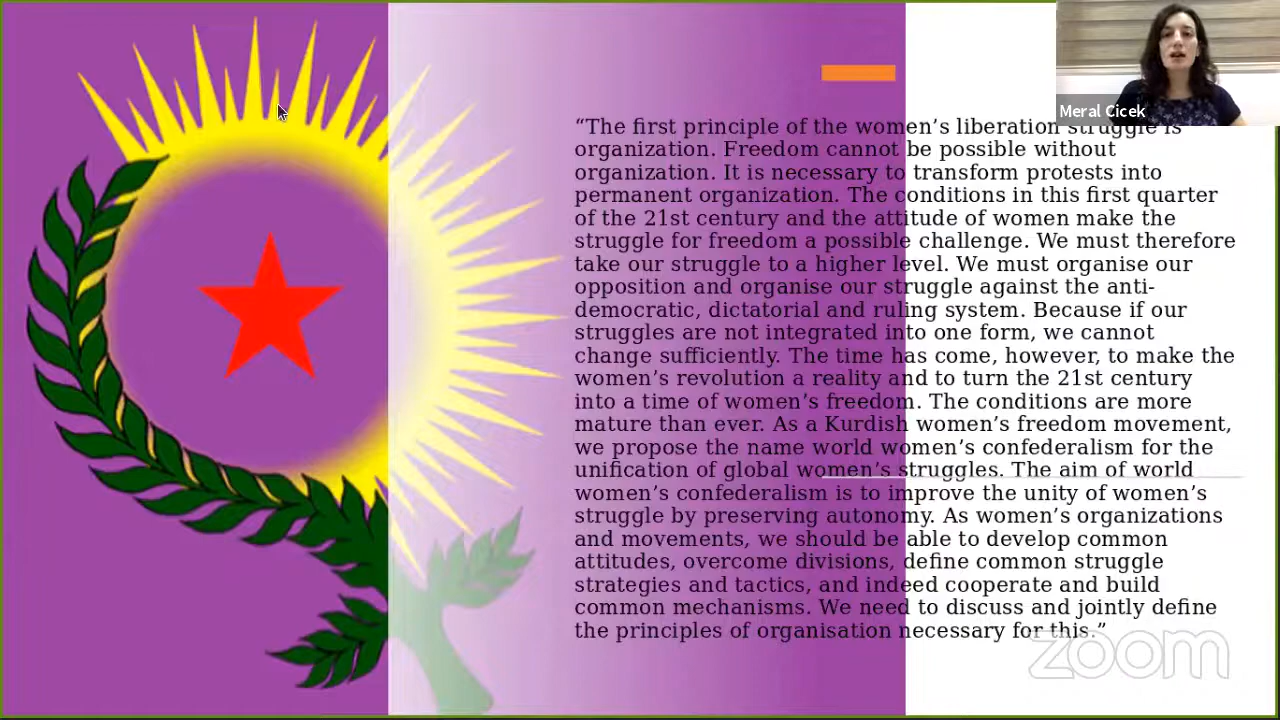 Meral Cicek
“The first principle of the women’s liberation struggle is
organization. Freedom cannot be possible without
organization. It is necessary to transform protests into
permanent organization. The conditions in this first quarter
of the 21st century and the attitude of women make the
struggle for freedom a possible challenge. We must therefore
take our struggle to a higher level. We must organise our
opposition and organise our struggle against the anti-
democratic, dictatorial and ruling system. Because if our
struggles are not integrated into one form, we cannot
change sufficiently. The time has come, however, to make the
women’s revolution a reality and to turn the 21st century
into a time of women’s freedom. The conditions are more
mature than ever. As a Kurdish women’s freedom movement,
we propose the name world women’s confederalism for the
unification of global women’s struggles. The aim of world
women’s confederalism is to improve the unity of women’s
struggle by preserving autonomy. As women’s organizations
and movements, we should be able to develop common
attitudes, overcome divisions, define common struggle
strategies and tactics, and indeed cooperate and build
common mechanisms. We need to discuss and jointly define
the principles of organisation necessary for this.”
zoom